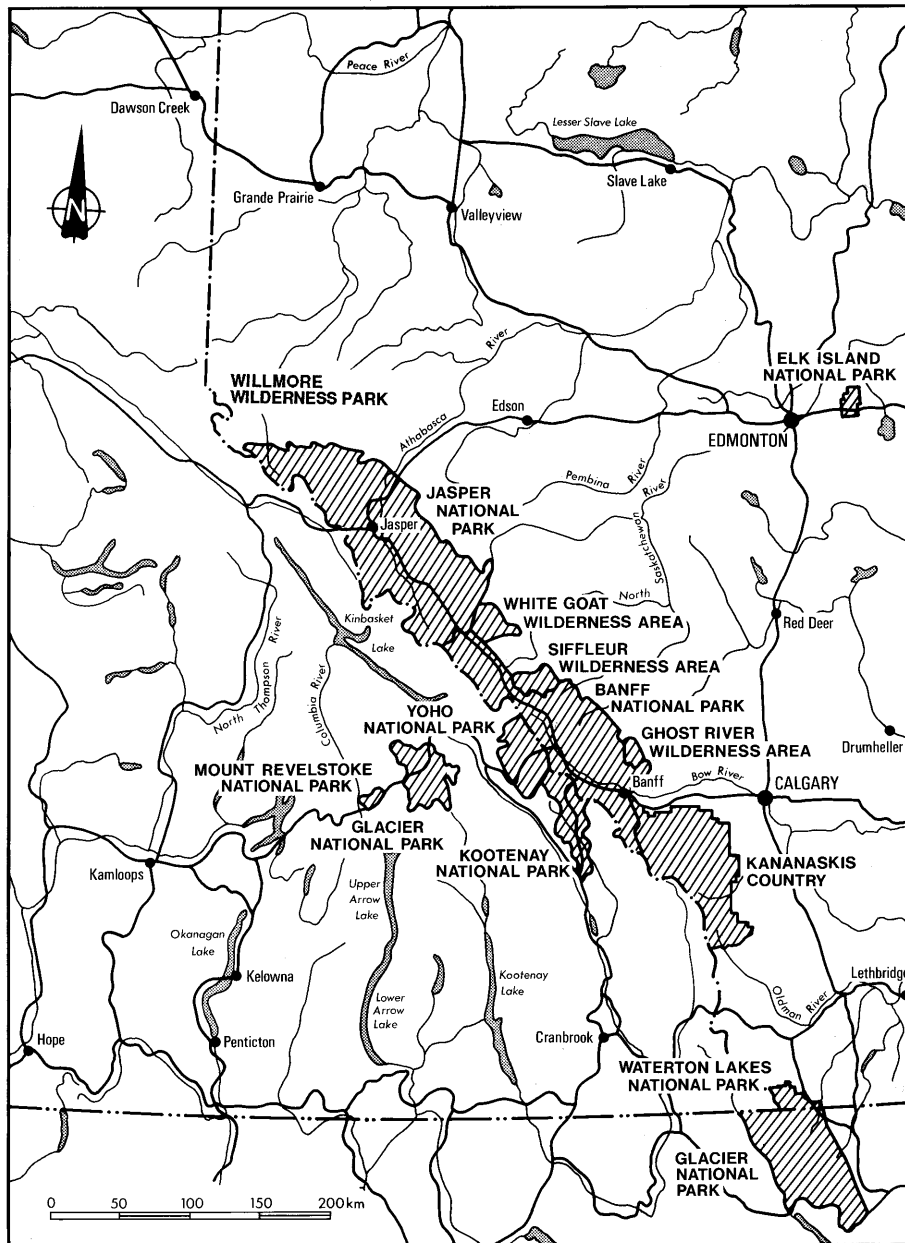 Peace River
Dawson Creek
Lesser Slave Lake
Slave Lake
Grande Prairie
Valleyview
N
River
ELK ISLAND
NATIONAL PARK
WILLMORE
WILDERNESS PARK
Edson
Athabasca
EDMONTON
Pembina
River
River
JASPER
NATIONAL
PARK
Jasper
Saskatchewan
North
WHITE GOAT
WILDERNESS AREA
Red Deer
Kinbasket
Lake
SIFFLEUR
WILDERNESS AREA
River
North Thompson
Columbia River
BANFF
NATIONAL PARK
YOHO
NATIONAL PARK
GHOST RIVER
WILDERNESS AREA
Drumheller
MOUNT REVELSTOKE
NATIONAL PARK
Banff
Bow River
CALGARY
GLACIER
NATIONAL PARK
KOOTENAY
NATIONAL PARK
KANANASKIS
COUNTRY
Kamloops
Upper
Arrow
Lake
Okanagan
Lake
Kelowna
Kootenay
Lake
Lethbridge
Oldman River
Lower
Arrow
Lake
Hope
Penticton
Cranbrook
WATERTON LAKES
NATIONAL PARK
GLACIER
NATIONAL
PARK
0 50 100 150 200 km